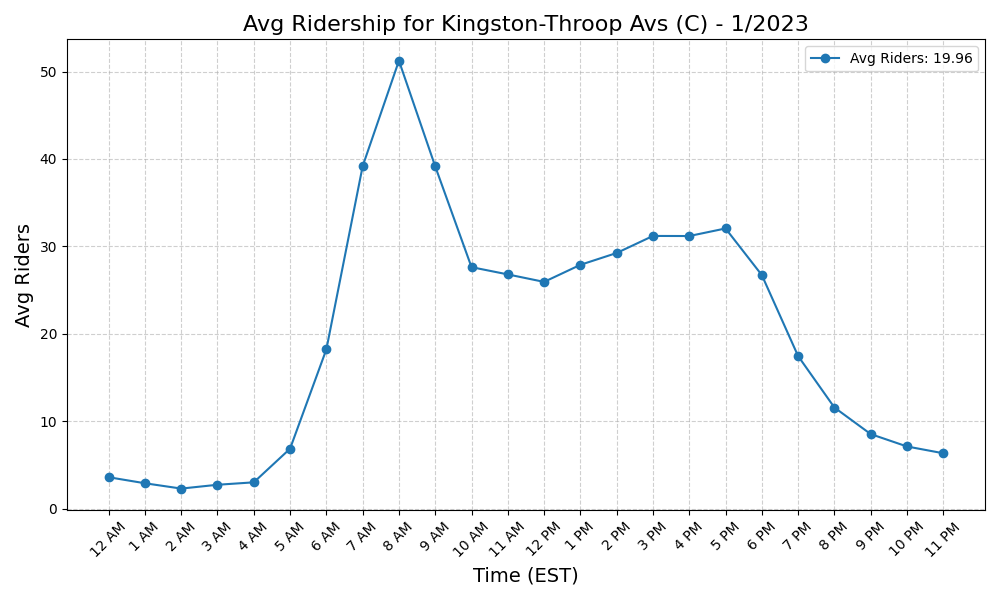 Avg Ridership for Kingston-Throop Avs (C) - 1/2023
Avg Riders: 19.96
Avg Riders
50
40
30
20
10
0
12 AM
1 AM
2 AM
3 AM
4 AM
5 AM
6 AM
7 AM
8 AM
9 AM
10 AM
11 AM
12 PM
1 PM
2 PM
3 PM
4 PM
5 PM
6 PM
7 PM
8 PM
9 PM
10 PM
11 PM
Time (EST)